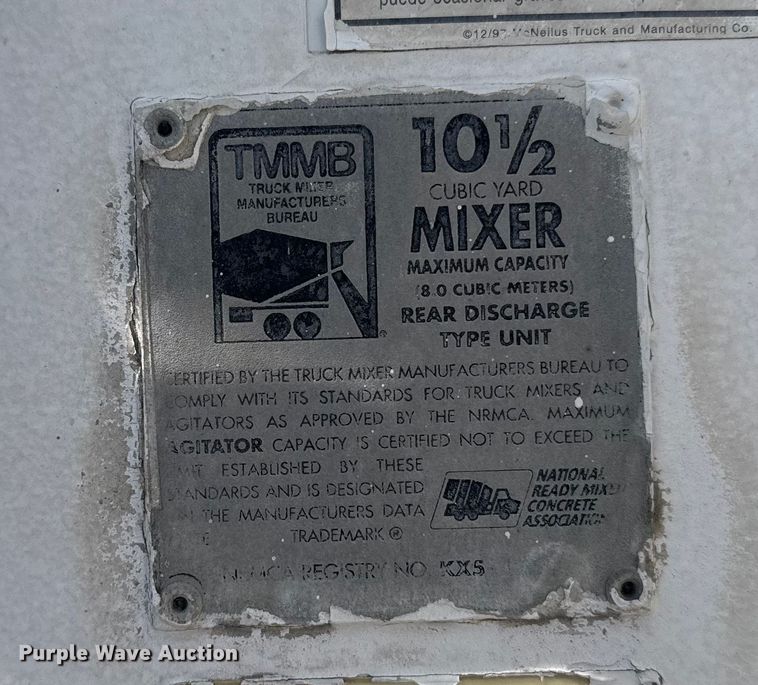 ©12/97 McNeilus Truck and Manufacturing Co.
TMMB
TRUCK MIXER
MANUFACTURERS
BUREAU
®
10 1/2
CUBIC YARD
MIXER
MAXIMUM CAPACITY
(8.0 CUBIC METERS)
REAR DISCHARGE
TYPE UNIT
CERTIFIED BY THE TRUCK MIXER MANUFACTURERS BUREAU TO
COMPLY WITH ITS STANDARDS FOR TRUCK MIXERS AND
AGITATORS AS APPROVED BY THE NRMCA. MAXIMUM
AGITATOR CAPACITY IS CERTIFIED NOT TO EXCEED THE
LIMIT ESTABLISHED BY THESE
STANDARDS AND IS DESIGNATED
ON THE MANUFACTURERS DATA
TRADEMARK ®
NATIONAL
READY MIXED
CONCRETE
ASSOCIATION
NRMCA REGISTRY NO. KX5
Purple Wave Auction